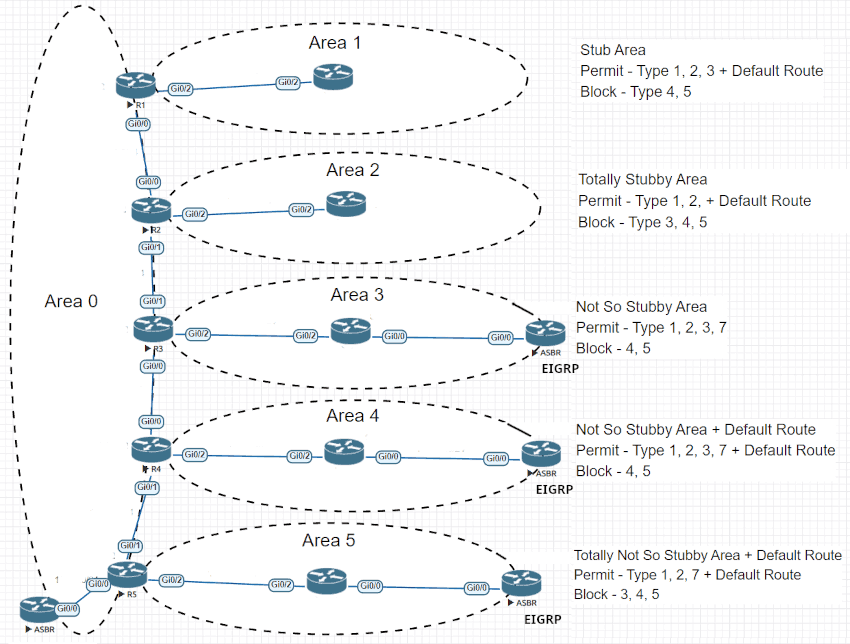 Area 1
Stub Area
Permit - Type 1, 2, 3 + Default Route
Block - Type 4, 5
Gi0/2
Gi0/2
R1
Gi0/0
Area 2
Totally Stubby Area
Permit - Type 1, 2, + Default Route
Block - Type 3, 4, 5
Gi0/0
Gi0/2
Gi0/2
R2
Gi0/1
Area 0
Area 3
Not So Stubby Area
Permit - Type 1, 2, 3, 7
Block - 4, 5
Gi0/1
Gi0/2
Gi0/2
Gi0/0
Gi0/0
R3
ASBR
EIGRP
Gi0/0
Area 4
Not So Stubby Area + Default Route
Permit - Type 1, 2, 3, 7 + Default Route
Block - 4, 5
Gi0/0
Gi0/2
Gi0/2
Gi0/0
Gi0/0
R4
ASBR
EIGRP
Gi0/1
Area 5
Totally Not So Stubby Area + Default Route
Permit - Type 1, 2, 7 + Default Route
Block - 3, 4, 5
Gi0/1
1
Gi0/0
Gi0/2
Gi0/2
Gi0/0
Gi0/0
R5
ASBR
EIGRP
Gi0/0
ASBR